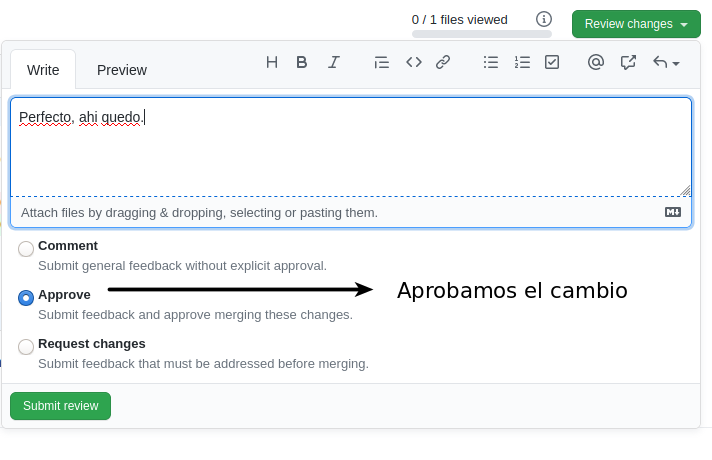 0 / 1 files viewed
Review changes
Write
Preview
Perfecto, ahi quedo.
Attach files by dragging & dropping, selecting or pasting them.
Comment
Submit general feedback without explicit approval.
Approve
Aprobamos el cambio
Submit feedback and approve merging these changes.
Request changes
Submit feedback that must be addressed before merging.
Submit review